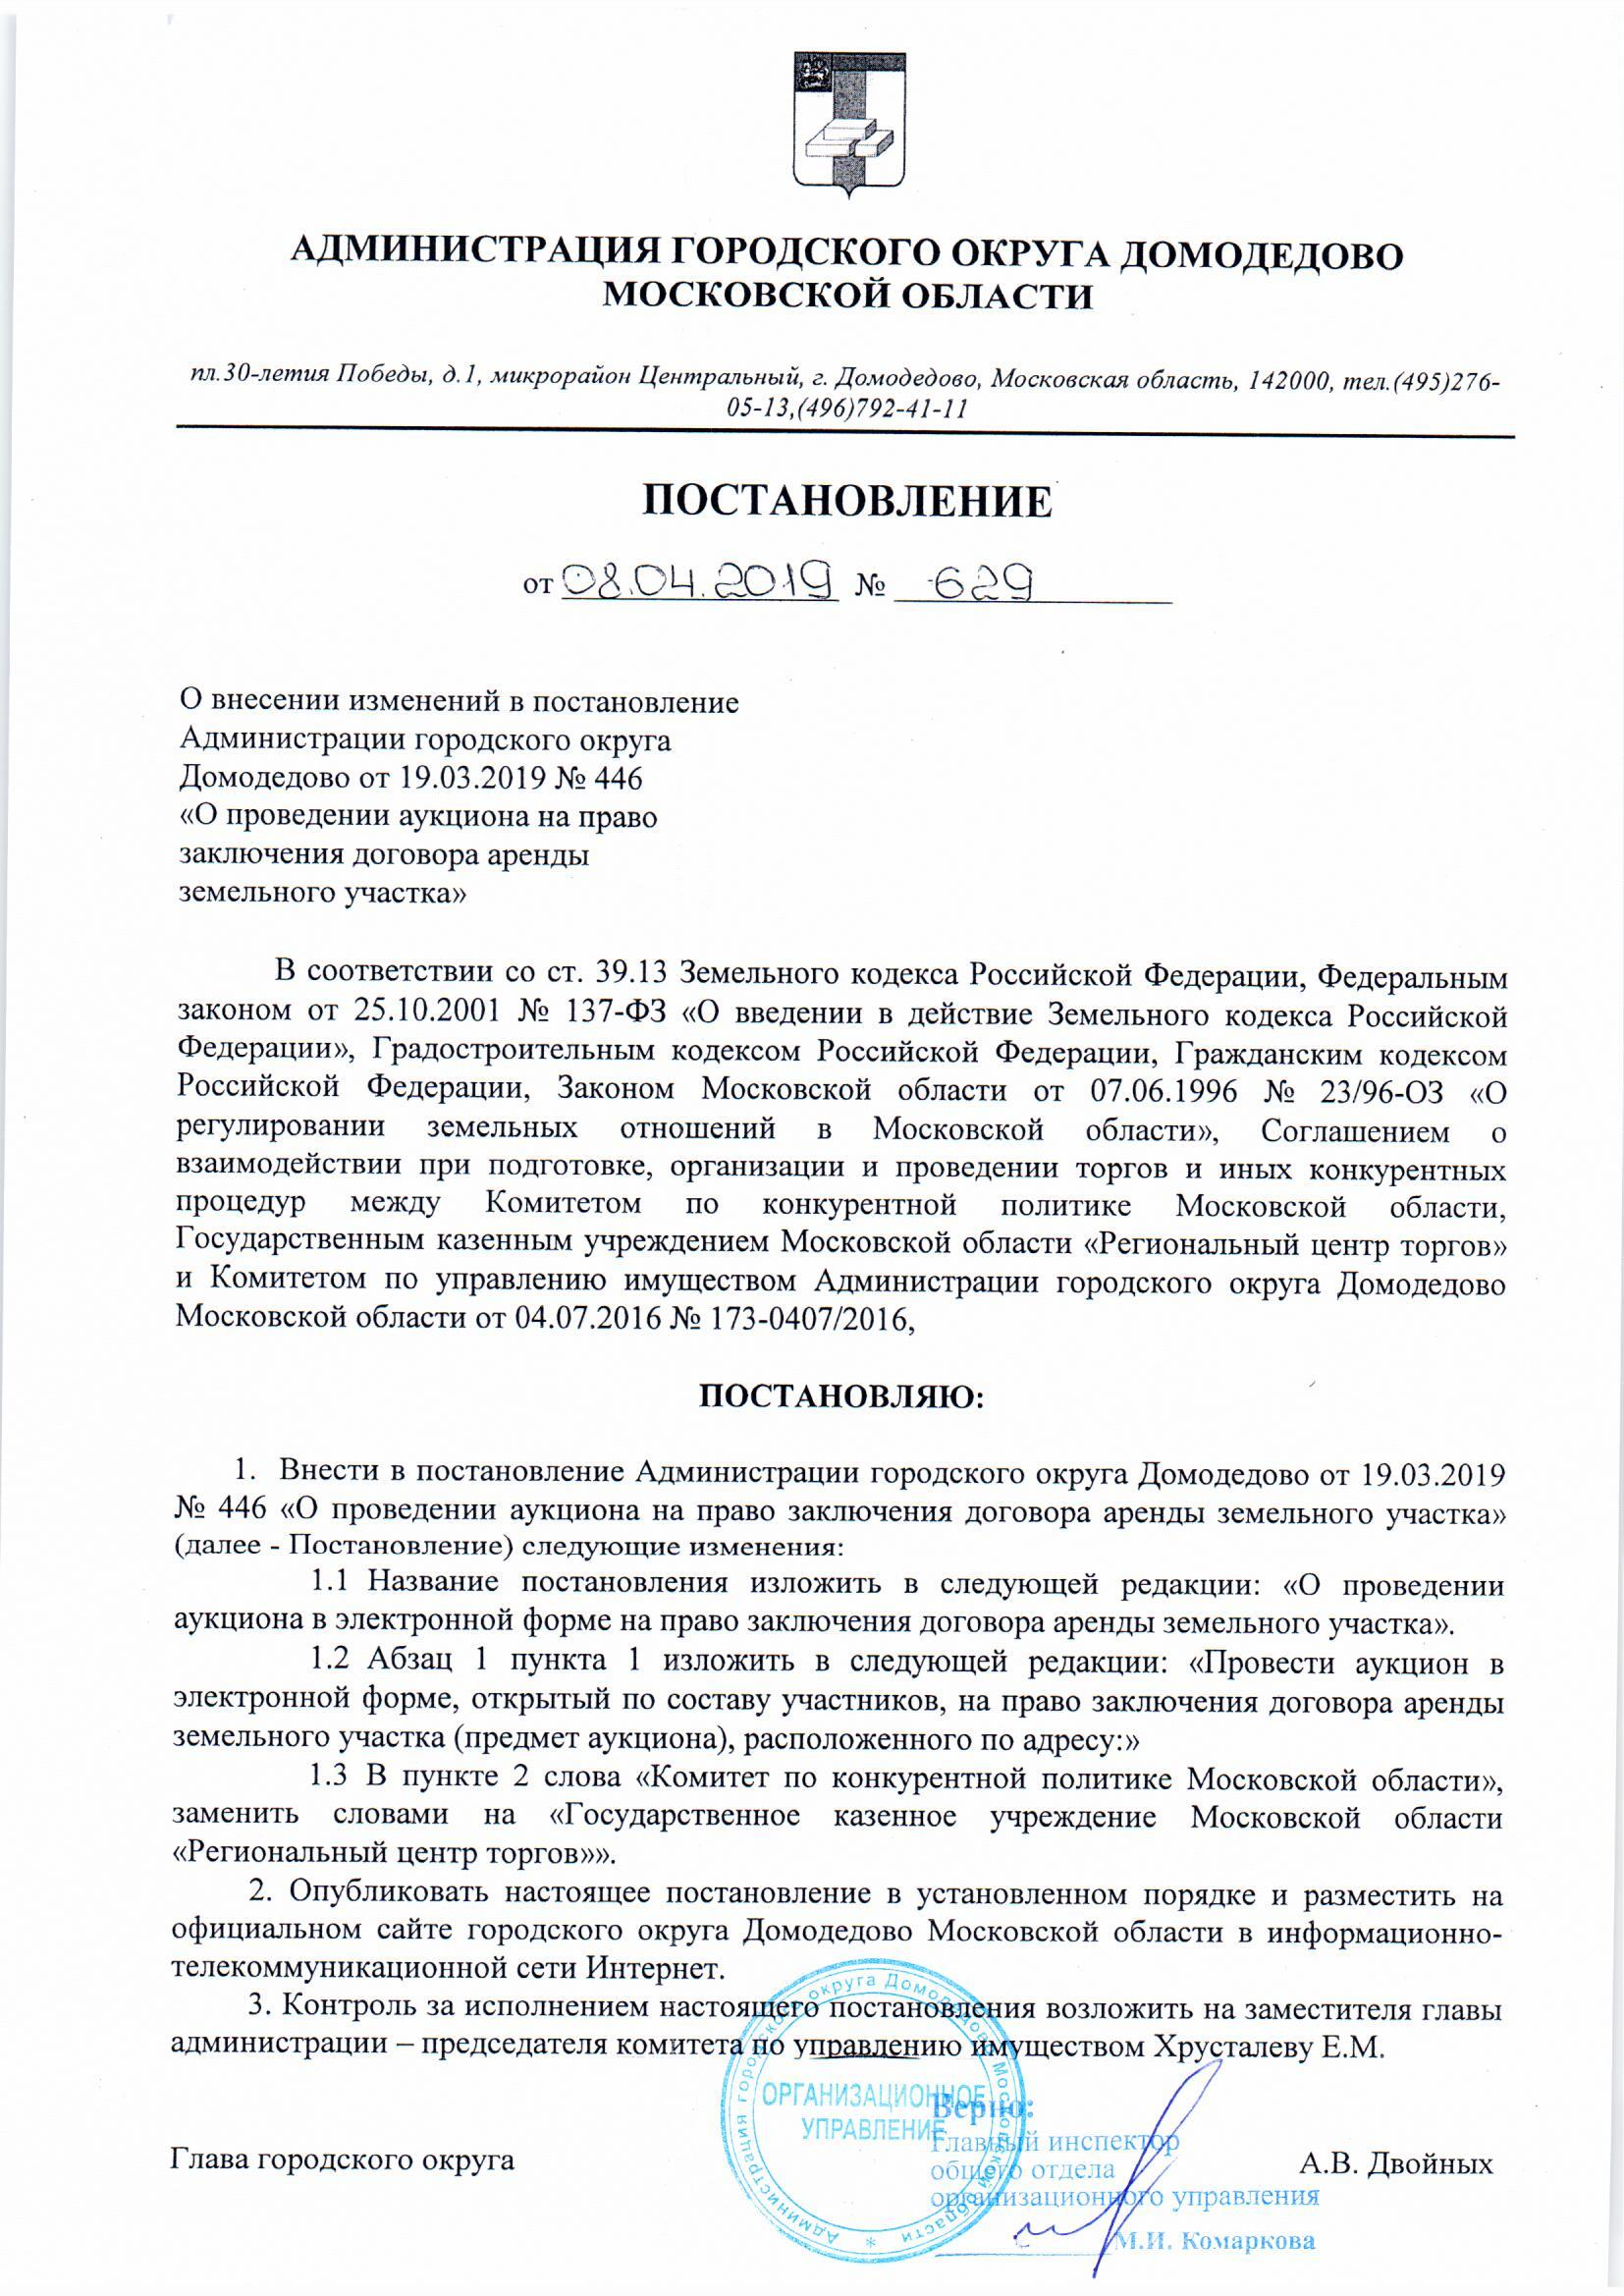 АДМИНИСТРАЦИЯ ГОРОДСКОГО ОКРУГА ДОМОДЕДОВО
МОСКОВСКОЙ ОБЛАСТИ
пл.30-летия Победы, д.1, микрорайон Центральный, г. Домодедово, Московская область, 142000, тел.(495)276-
05-13,(496)792-41-11
ПОСТАНОВЛЕНИЕ
от 08.04.2019 № 629
О внесении изменений в постановление
Администрации городского округа
Домодедово от 19.03.2019 № 446
«О проведении аукциона на право
заключения договора аренды
земельного участка»
В соответствии со ст. 39.13 Земельного кодекса Российской Федерации, Федеральным
законом от 25.10.2001 № 137-ФЗ «О введении в действие Земельного кодекса Российской
Федерации», Градостроительным кодексом Российской Федерации, Гражданским кодексом
Российской Федерации, Законом Московской области от 07.06.1996 № 23/96-ОЗ «О
регулировании земельных отношений в Московской области», Соглашением о
взаимодействии при подготовке, организации и проведении торгов и иных конкурентных
процедур между Комитетом по конкурентной политике Московской области,
Государственным казенным учреждением Московской области «Региональный центр торгов»
и Комитетом по управлению имуществом Администрации городского округа Домодедово
Московской области от 04.07.2016 № 173-0407/2016,
ПОСТАНОВЛЯЮ:
1. Внести в постановление Администрации городского округа Домодедово от 19.03.2019
№ 446 «О проведении аукциона на право заключения договора аренды земельного участка»
(далее - Постановление) следующие изменения:
1.1 Название постановления изложить в следующей редакции: «О проведении
аукциона в электронной форме на право заключения договора аренды земельного участка».
1.2 Абзац 1 пункта 1 изложить в следующей редакции: «Провести аукцион в
электронной форме, открытый по составу участников, на право заключения договора аренды
земельного участка (предмет аукциона), расположенного по адресу:»
1.3 В пункте 2 слова «Комитет по конкурентной политике Московской области»,
заменить словами на «Государственное казенное учреждение Московской области
«Региональный центр торгов»».
2. Опубликовать настоящее постановление в установленном порядке и разместить на
официальном сайте городского округа Домодедово Московской области в информационно-
телекоммуникационной сети Интернет.
3. Контроль за исполнением настоящего постановления возложить на заместителя главы
администрации – председателя комитета по управлению имуществом Хрусталеву Е.М.
Администрация городского округа Домодедово Московской области *
ОРГАНИЗАЦИОННОЕ
УПРАВЛЕНИЕ
Верно:
Главный инспектор
общего отдела
организационного управления
М.И. Комаркова
Глава городского округа А.В. Двойных